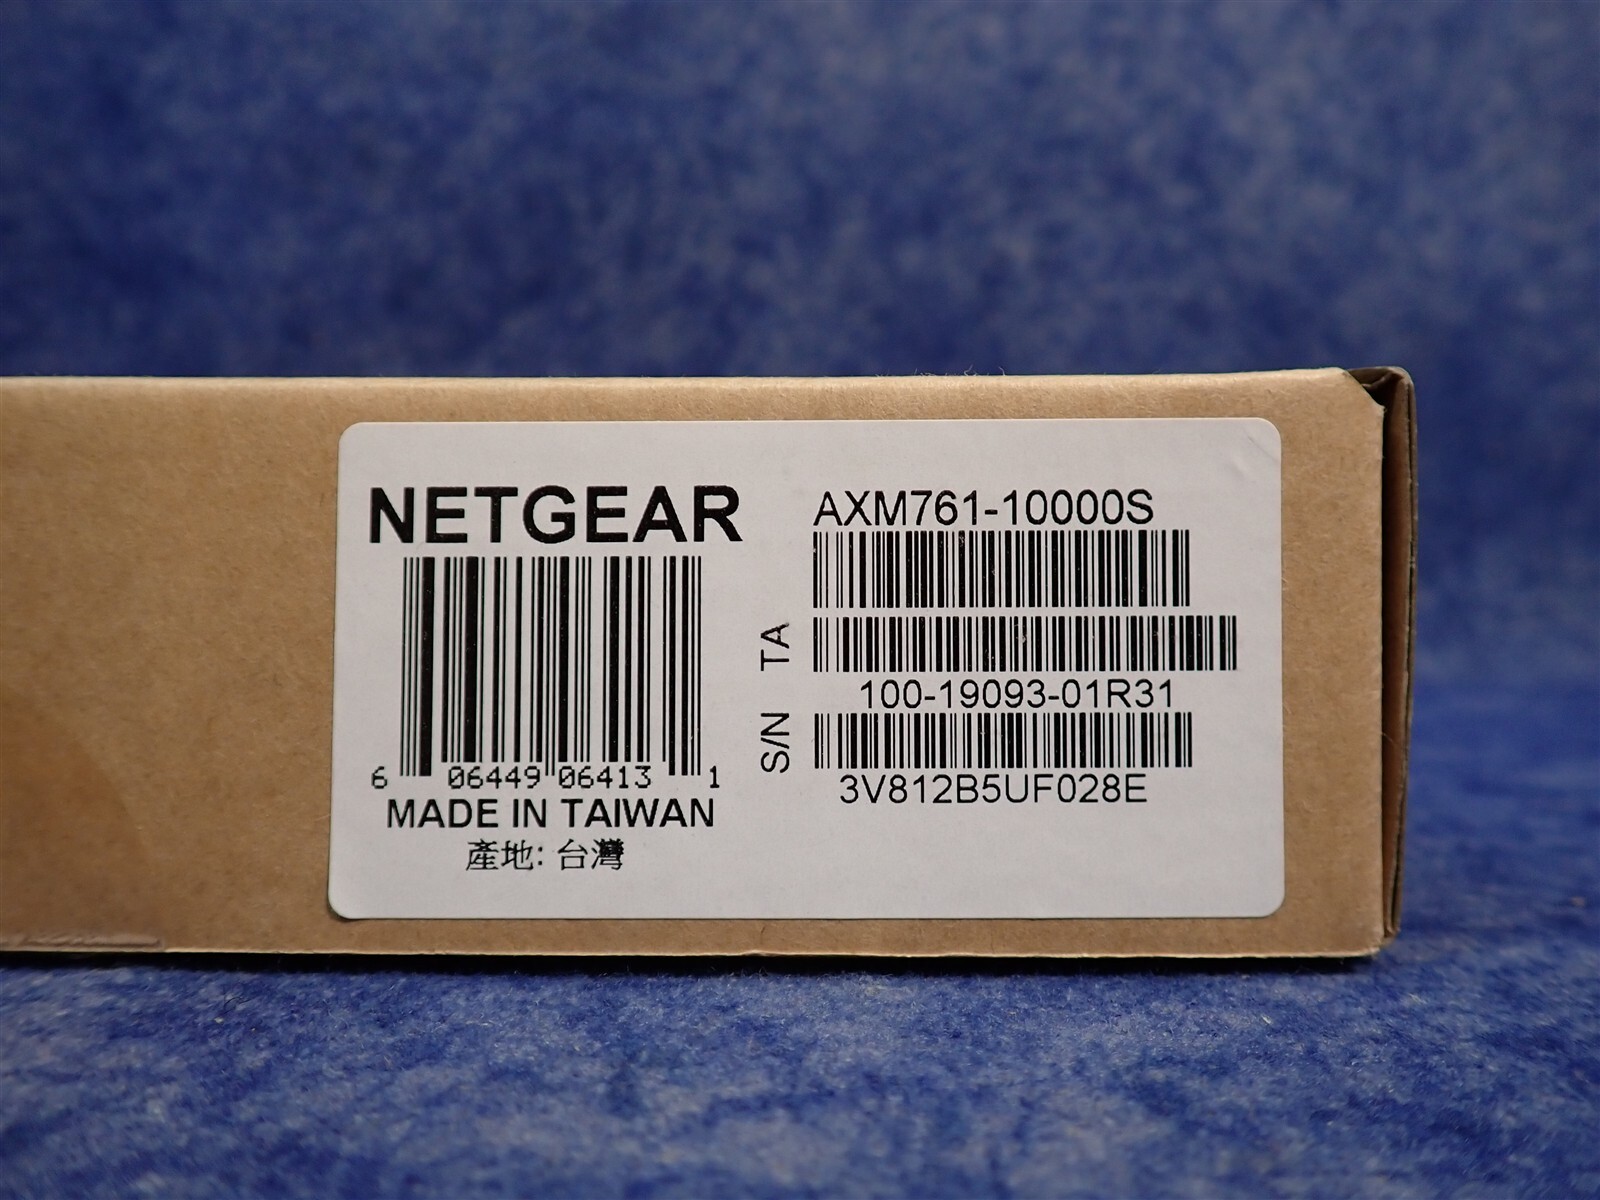 NETGEAR
6 06449 06413 1
MADE IN TAIWAN
產地: 台灣
AXM761-10000S
TA
100-19093-01R31
S/N
3V812B5UF028E